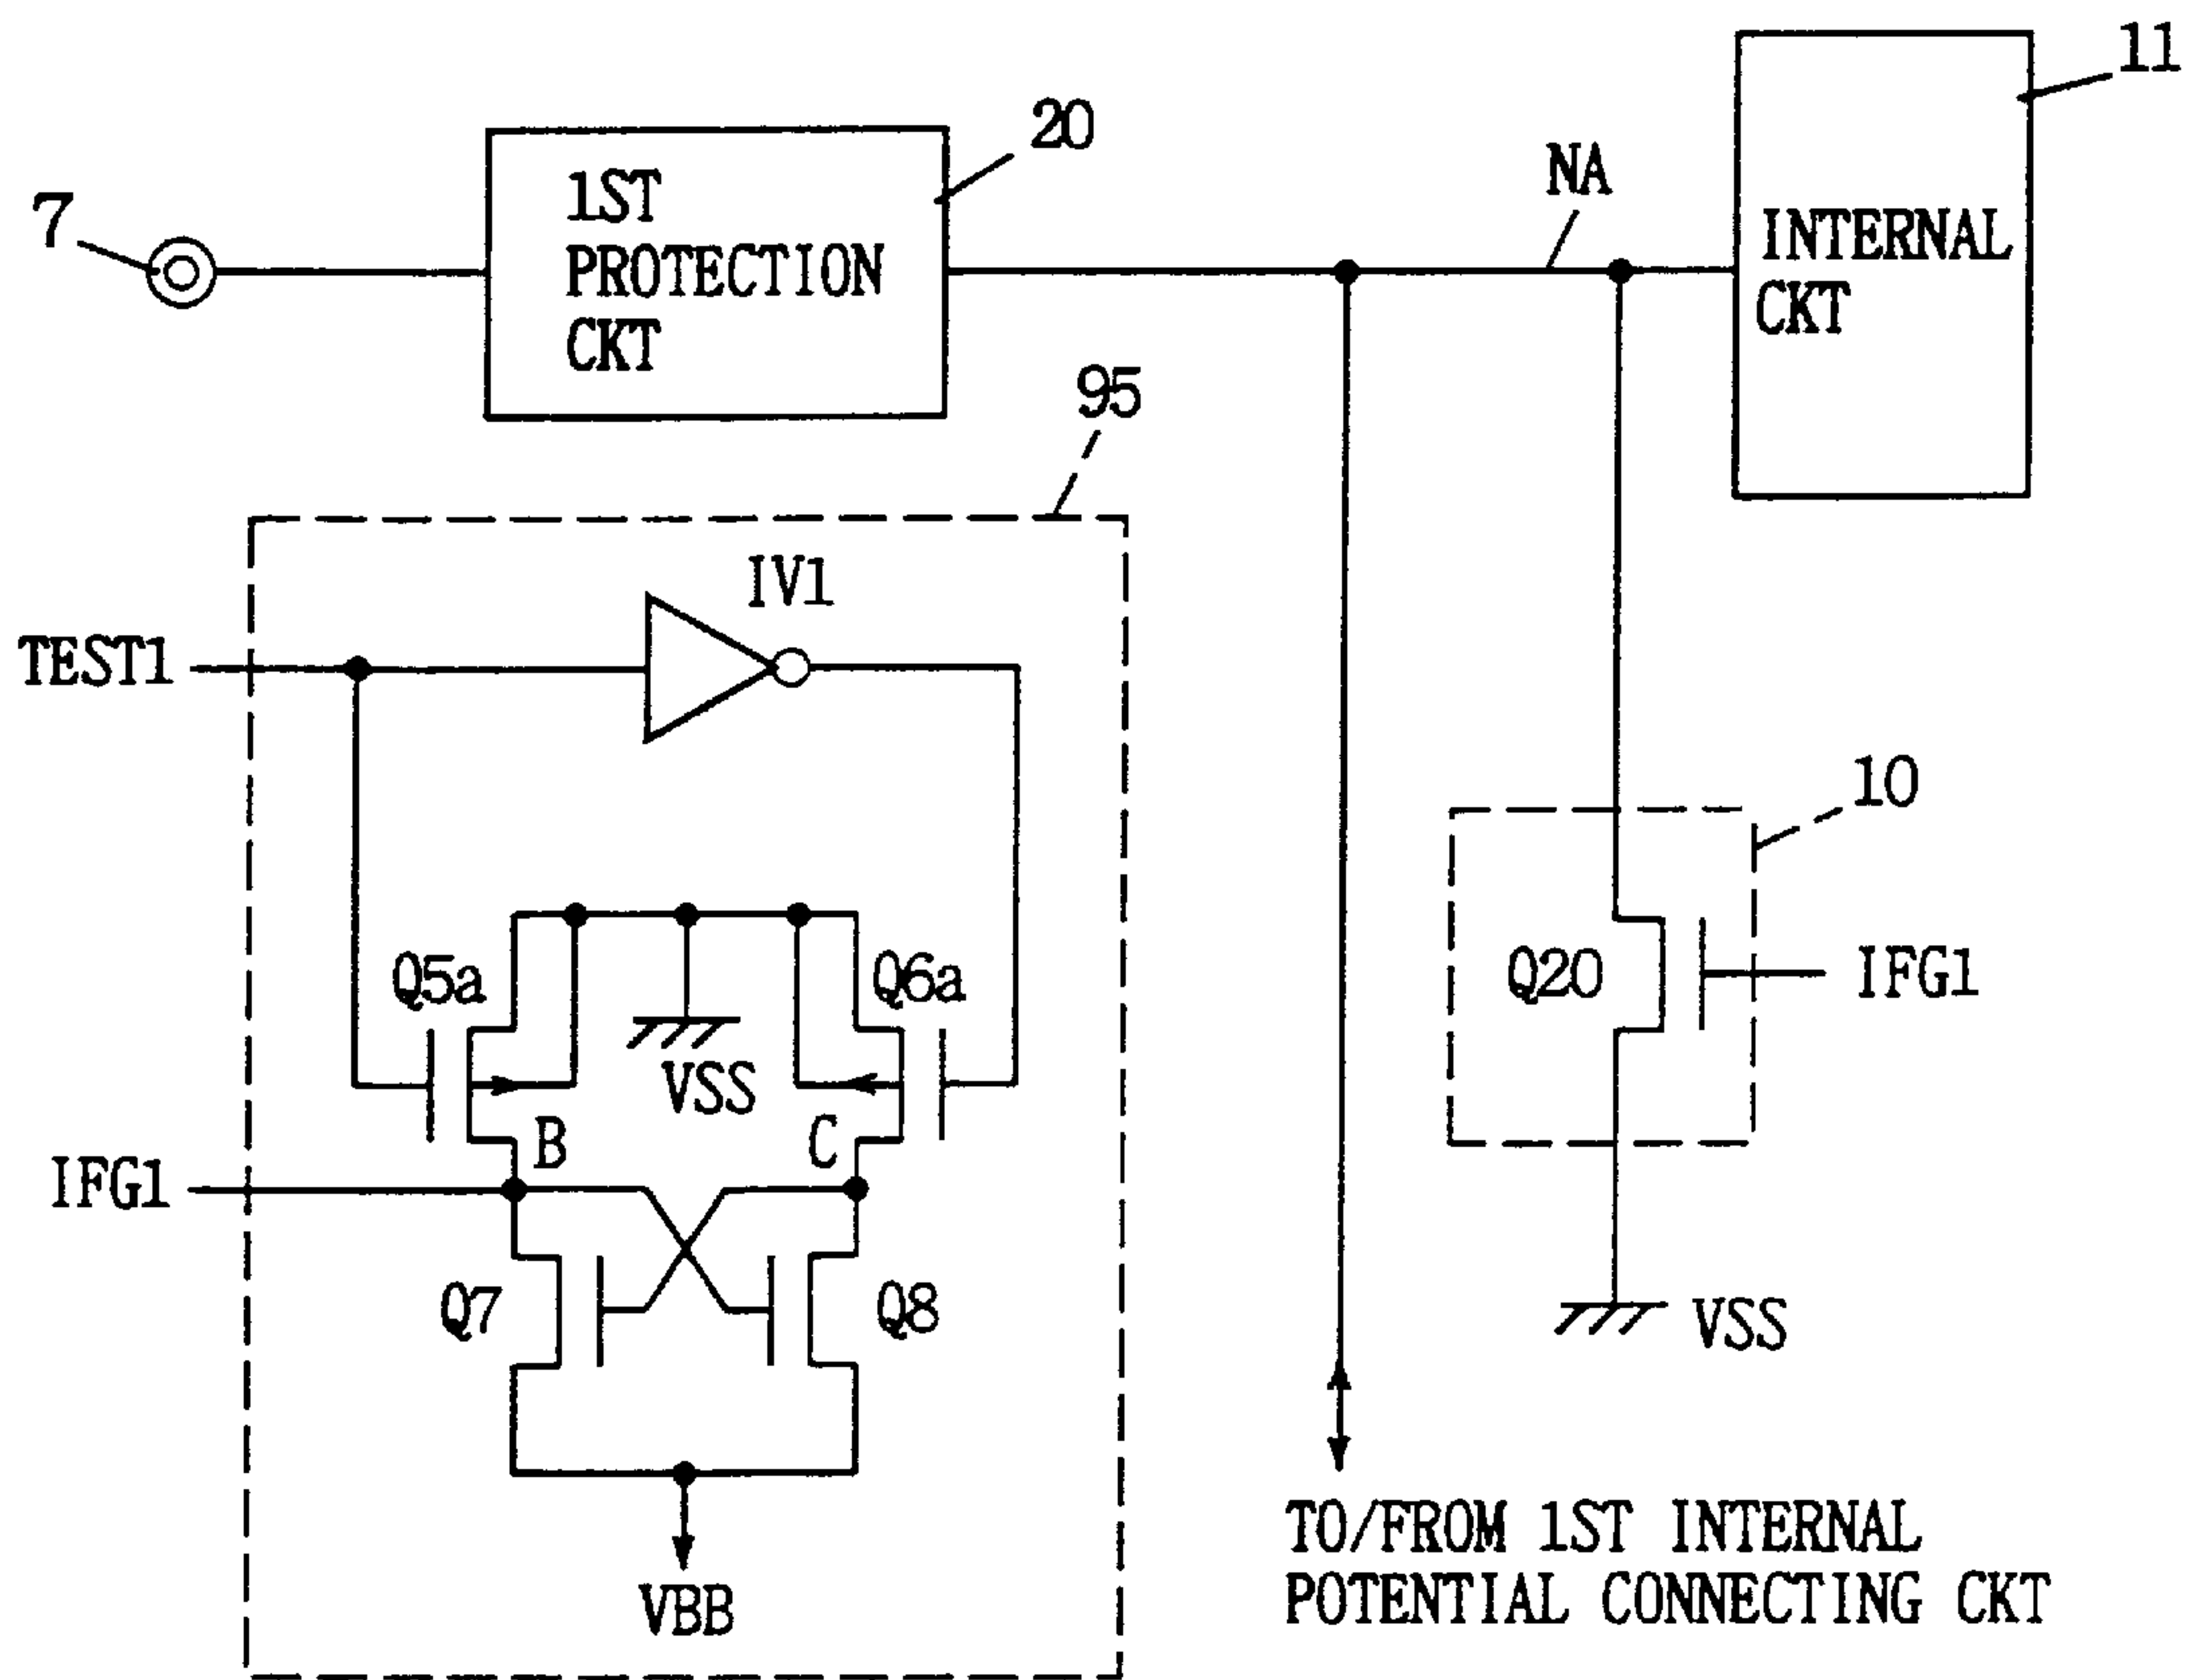 11
20
1ST
PROTECTION
CKT
NA
7
INTERNAL
CKT
95
IV1
TEST1
10
Q5a
Q6a
Q20
IFG1
VSS
B
C
IFG1
Q7
Q8
VSS
VBB
TO/FROM 1ST INTERNAL
POTENTIAL CONNECTING CKT